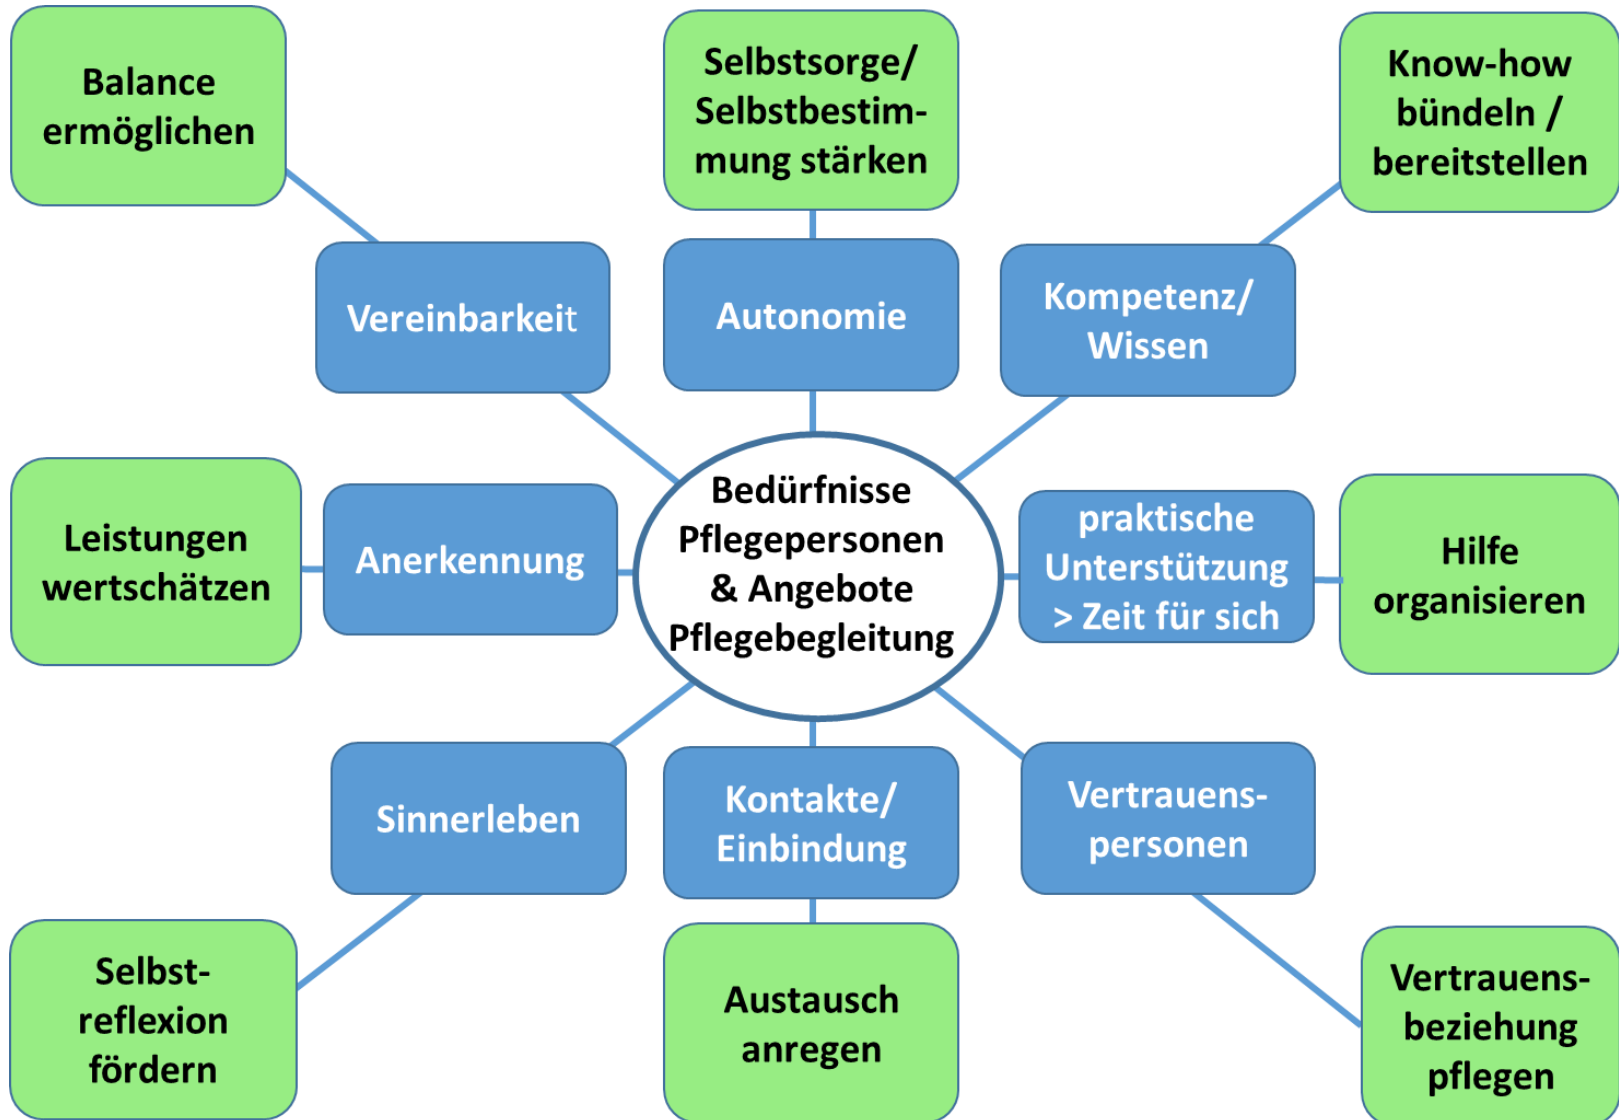 Balance
ermöglichen
Selbstsorge/
Selbstbestim-
mung stärken
Know-how
bündeln /
bereitstellen
Vereinbarkeit
Autonomie
Kompetenz/
Wissen
Leistungen
wertschätzen
Anerkennung
Bedürfnisse
Pflegepersonen
& Angebote
Pflegebegleitung
praktische
Unterstützung
> Zeit für sich
Hilfe
organisieren
Sinnerleben
Kontakte/
Einbindung
Vertrauens-
personen
Selbst-
reflexion
fördern
Austausch
anregen
Vertrauens-
beziehung
pflegen